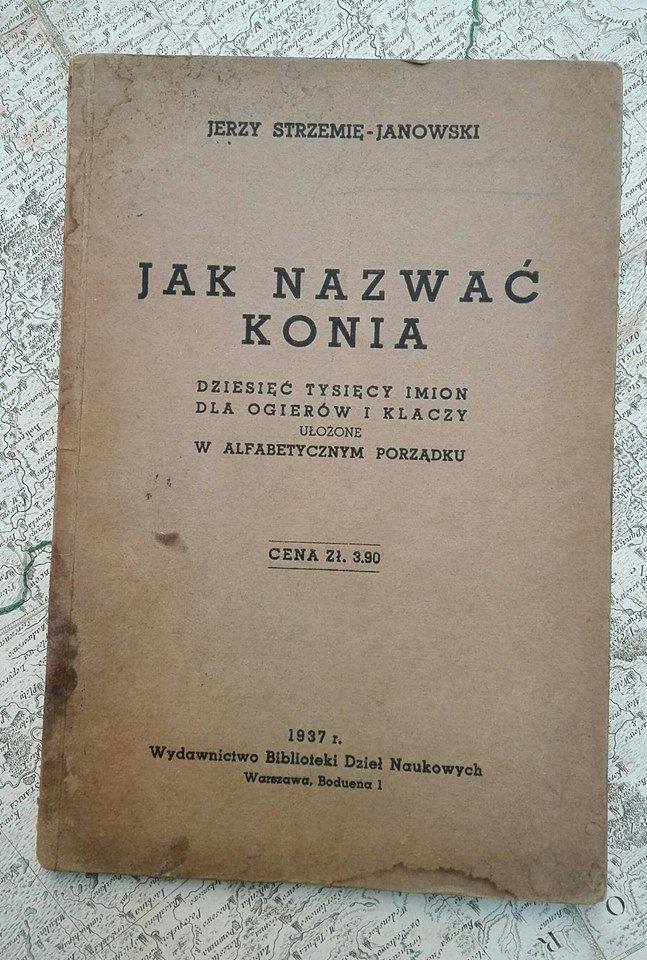 JERZY STRZEMIĘ-JANOWSKI
JAK NAZWAĆ
KONIA
DZIESIĘĆ TYSIĘCY IMION
DLA OGIERÓW I KLACZY
UŁOŻONE
W ALFABETYCZNYM PORZĄDKU
CENA ZŁ. 3.90
1937 r.
Wydawnictwo Biblioteki Dzieł Naukowych
Warszawa, Boduena 1